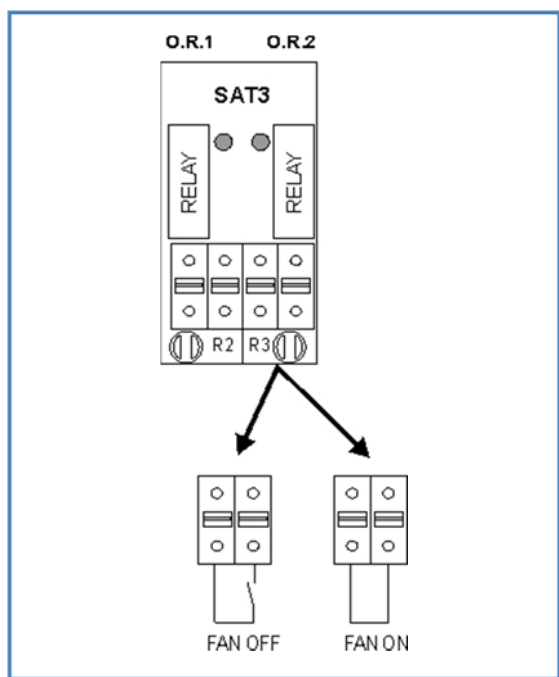 O.R.1 O.R.2
SAT3
RELAY RELAY
R2 R3
FAN OFF FAN ON